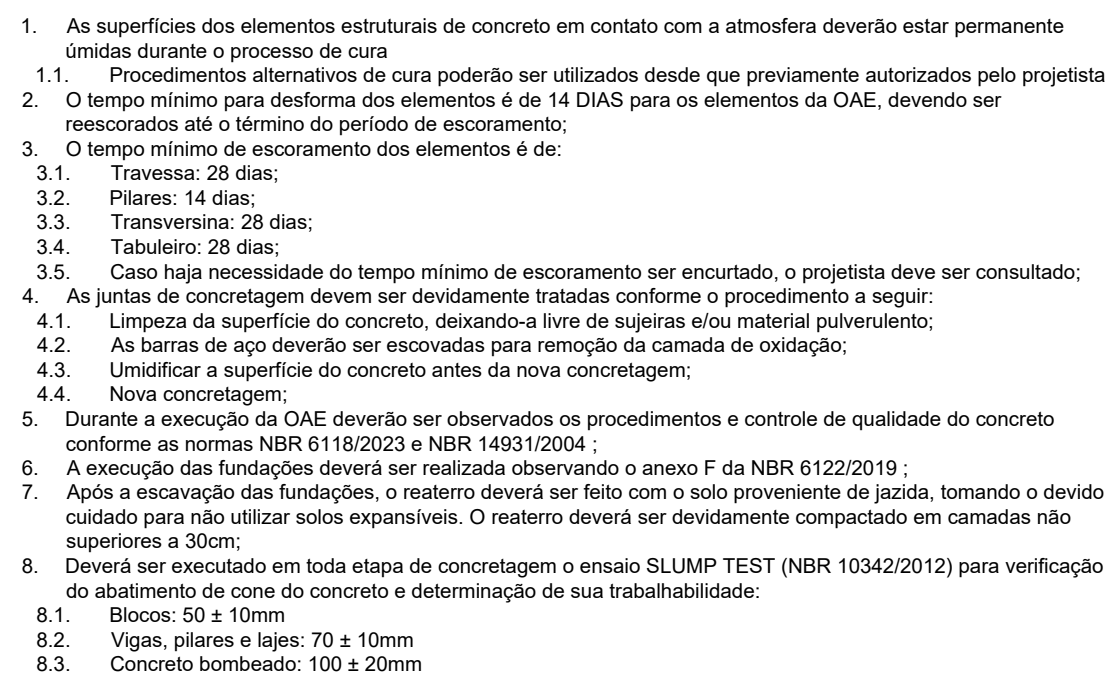 1. As superfícies dos elementos estruturais de concreto em contato com a atmosfera deverão estar permanente
úmidas durante o processo de cura
1.1. Procedimentos alternativos de cura poderão ser utilizados desde que previamente autorizados pelo projetista
2. O tempo mínimo para desforma dos elementos é de 14 DIAS para os elementos da OAE, devendo ser
reescorados até o término do período de escoramento;
3. O tempo mínimo de escoramento dos elementos é de:
3.1. Travessa: 28 dias;
3.2. Pilares: 14 dias;
3.3. Transversina: 28 dias;
3.4. Tabuleiro: 28 dias;
3.5. Caso haja necessidade do tempo mínimo de escoramento ser encurtado, o projetista deve ser consultado;
4. As juntas de concretagem devem ser devidamente tratadas conforme o procedimento a seguir:
4.1. Limpeza da superfície do concreto, deixando-a livre de sujeiras e/ou material pulverulento;
4.2. As barras de aço deverão ser escovadas para remoção da camada de oxidação;
4.3. Umidificar a superfície do concreto antes da nova concretagem;
4.4. Nova concretagem;
5. Durante a execução da OAE deverão ser observados os procedimentos e controle de qualidade do concreto
conforme as normas NBR 6118/2023 e NBR 14931/2004 ;
6. A execução das fundações deverá ser realizada observando o anexo F da NBR 6122/2019 ;
7. Após a escavação das fundações, o reaterro deverá ser feito com o solo proveniente de jazida, tomando o devido
cuidado para não utilizar solos expansíveis. O reaterro deverá ser devidamente compactado em camadas não
superiores a 30cm;
8. Deverá ser executado em toda etapa de concretagem o ensaio SLUMP TEST (NBR 10342/2012) para verificação
do abatimento de cone do concreto e determinação de sua trabalhabilidade:
8.1. Blocos: 50 ± 10mm
8.2. Vigas, pilares e lajes: 70 ± 10mm
8.3. Concreto bombeado: 100 ± 20mm